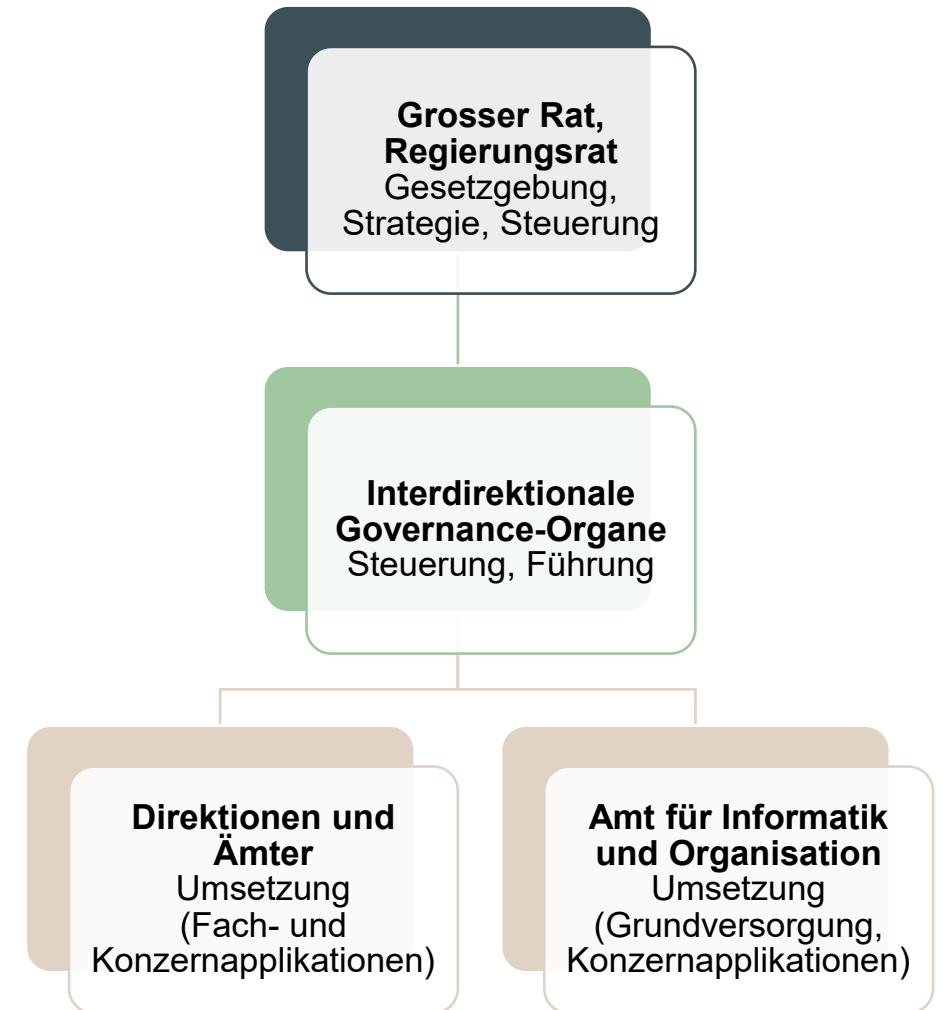 Grosser Rat,
Regierungsrat
Gesetzgebung,
Strategie, Steuerung
Interdirektionale
Governance-Organe
Steuerung, Führung
Direktionen und
Ämter
Umsetzung
(Fach- und
Konzernapplikationen)
Amt für Informatik
und Organisation
Umsetzung
(Grundversorgung,
Konzernapplikationen)